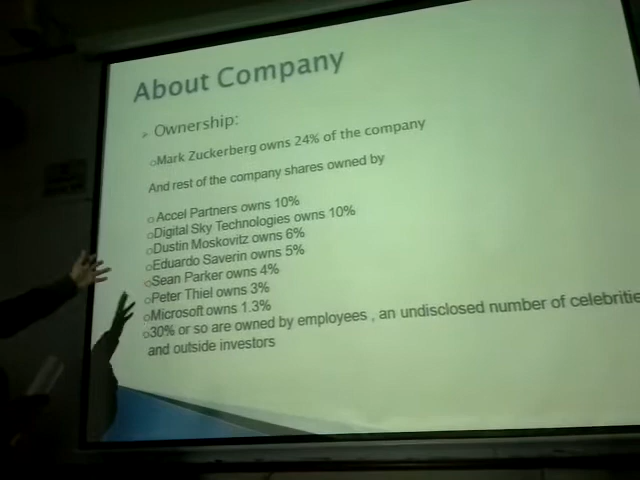 About Company
Ownership:
Mark Zuckerberg owns 24% of the company
And rest of the company shares owned by
Accel Partners owns 10%
Digital Sky Technologies owns 10%
Dustin Moskovitz owns 6%
Eduardo Saverin owns 5%
Sean Parker owns 4%
Peter Thiel owns 3%
Microsoft owns 1.3%
30% or so are owned by employees , an undisclosed number of celebritie
and outside investors